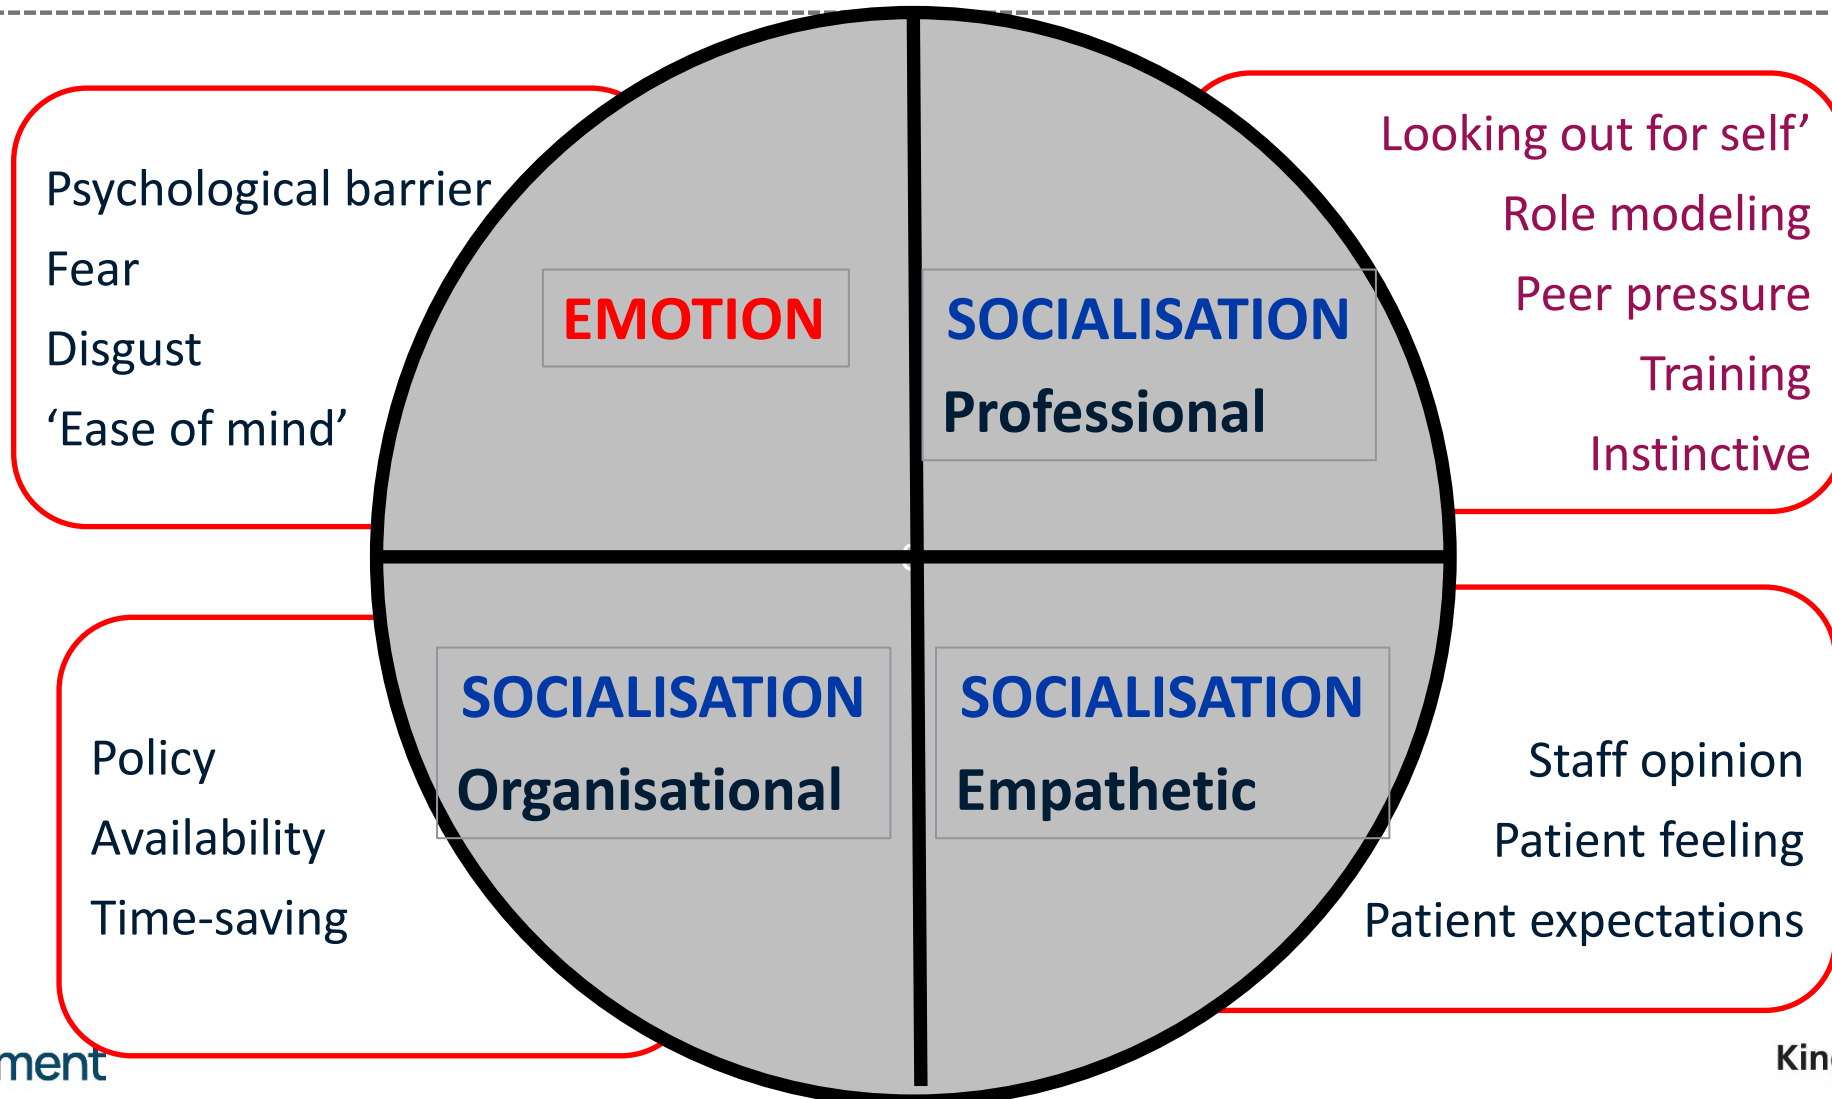 Psychological barrier
Fear
Disgust
‘Ease of mind’
EMOTION
SOCIALISATION
Professional
Looking out for self’
Role modeling
Peer pressure
Training
Instinctive
Policy
Availability
Time-saving
SOCIALISATION
Organisational
SOCIALISATION
Empathetic
Staff opinion
Patient feeling
Patient expectations